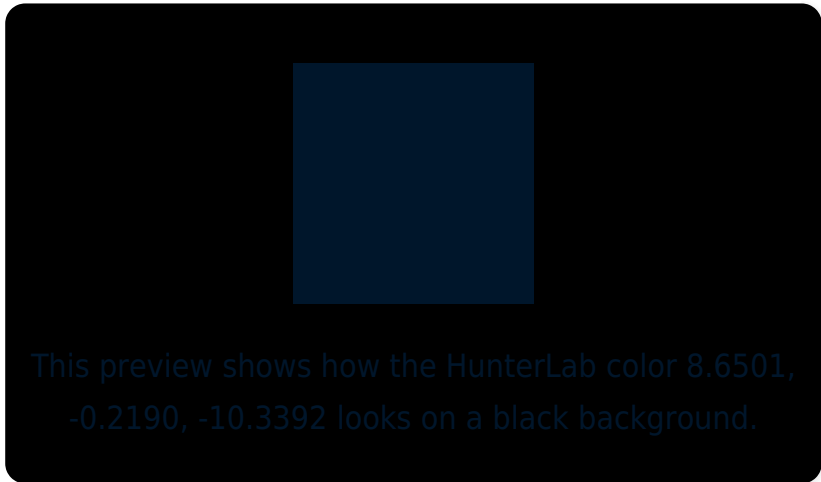 This preview shows how the HunterLab color 8.6501,
-0.2190, -10.3392 looks on a black background.